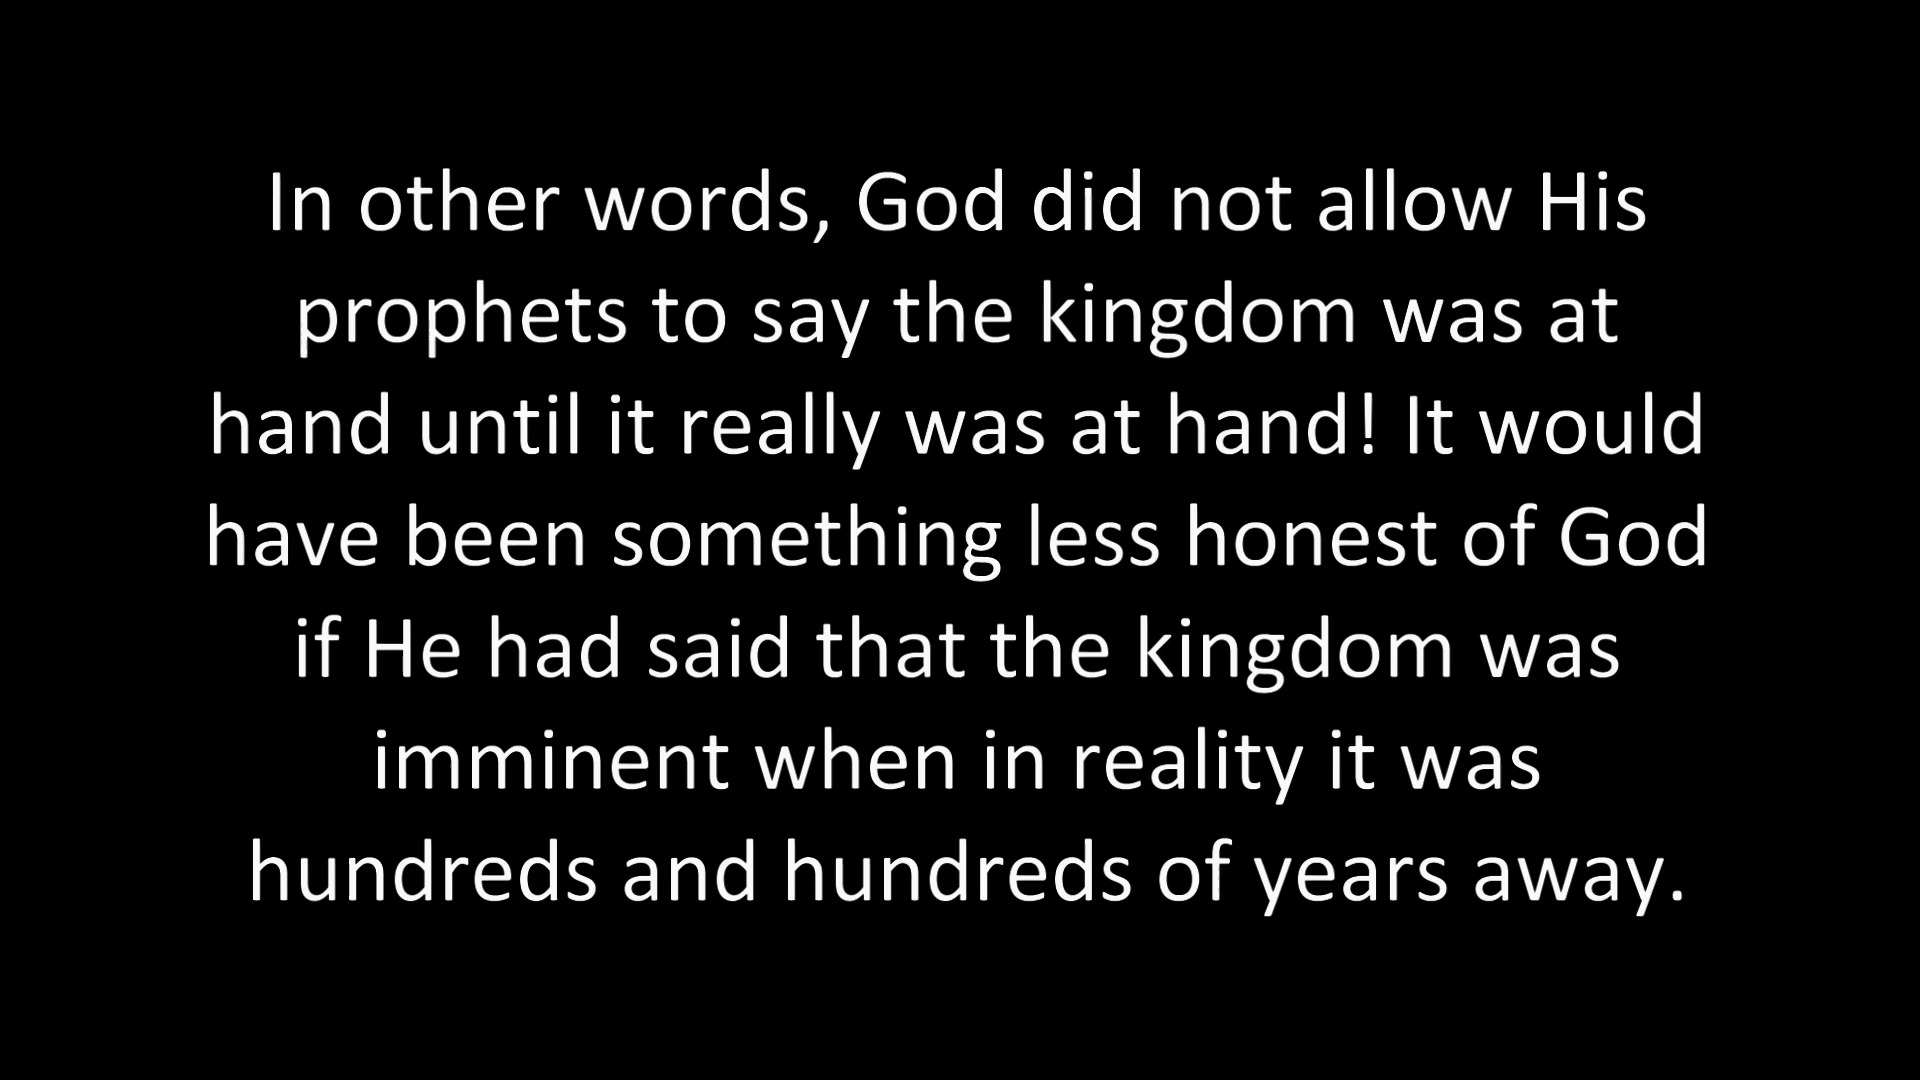 In other words, God did not allow His
prophets to say the kingdom was at
hand until it really was at hand! It would
have been something less honest of God
if He had said that the kingdom was
imminent when in reality it was
hundreds and hundreds of years away.